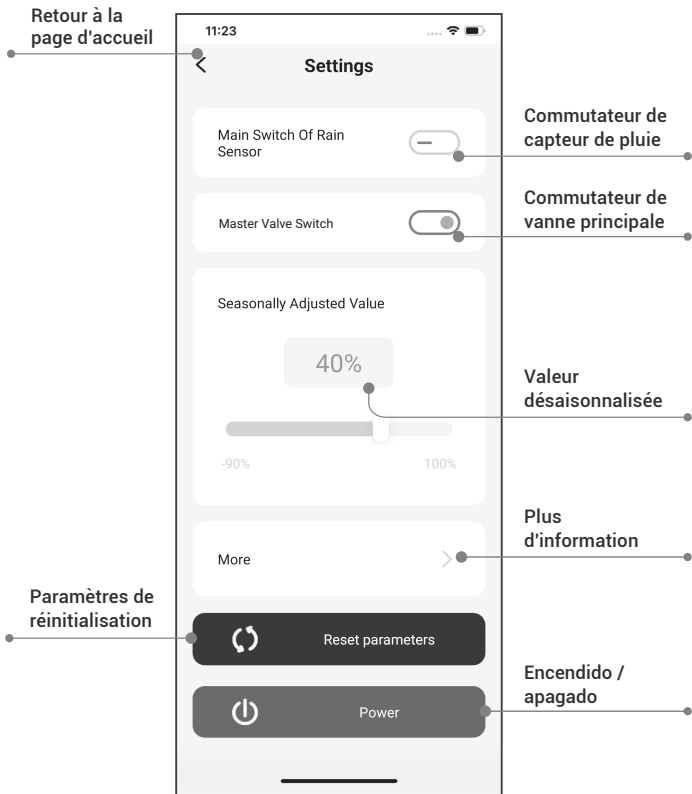 Retour à la
page d'accueil
11:23
Settings
Main Switch Of Rain
Sensor
Commutateur de
capteur de pluie
Master Valve Switch
Commutateur de
vanne principale
Seasonally Adjusted Value
40%
Valeur
désaisonnalisée
-90%
100%
More
Plus
d'information
Paramètres de
réinitialisation
Reset parameters
Power
Encendido /
apagado